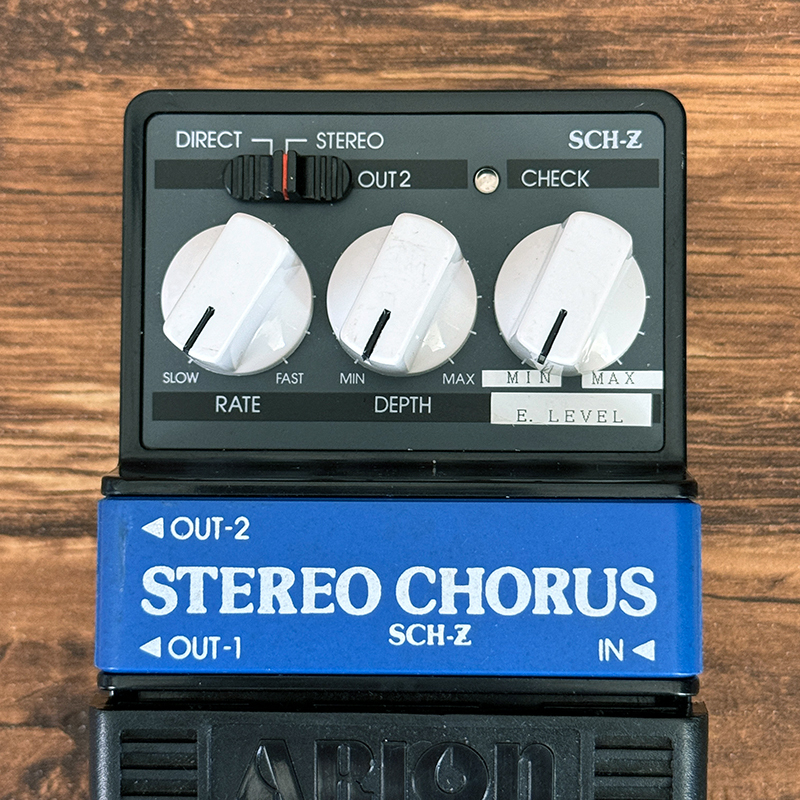 DIRECT STEREO SCH-Z
OUT2 CHECK
SLOW FAST MIN MAX MIN MAX
RATE DEPTH E. LEVEL
OUT-2
STEREO CHORUS
SCH-Z
OUT-1 IN
ARION